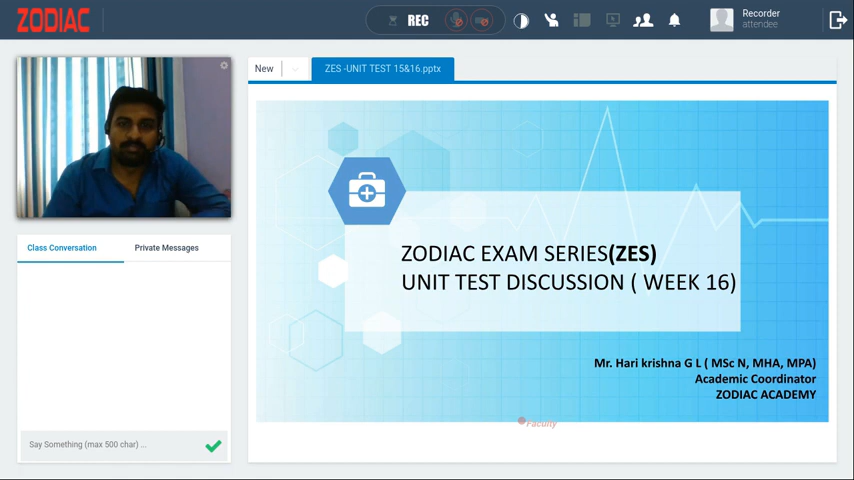 ZODIAC
REC
Recorder
attendee
New
ZES -UNIT TEST 15&16.pptx
ZODIAC EXAM SERIES(ZES)
UNIT TEST DISCUSSION ( WEEK 16)
Mr. Hari krishna G L ( MSc N, MHA, MPA)
Academic Coordinator
ZODIAC ACADEMY
Faculty
Class Conversation
Private Messages
Say Something (max 500 char) ...